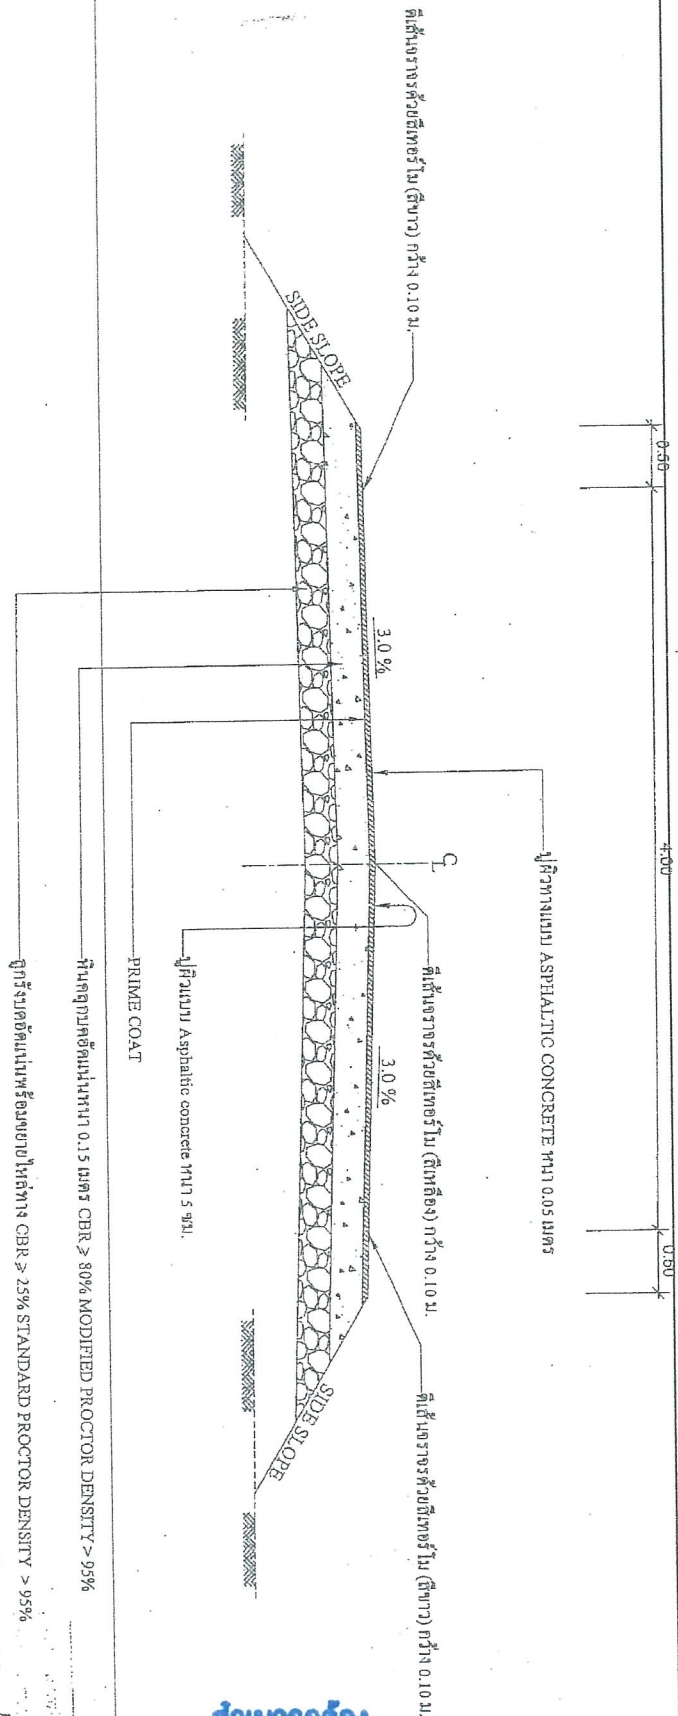 0.50
4.00
0.50
ปูผิวทางแบบ ASPHALTIC CONCRETE หนา 0.05 เมตร
ตีเส้นจราจรด้วยสีเทอร์โม (สีขาว) กว้าง 0.10 ม.
ตีเส้นจราจรด้วยสีเทอร์โม (สีเหลือง) กว้าง 0.10 ม.
ตีเส้นจราจรด้วยสีเทอร์โม (สีขาว) กว้าง 0.10 ม.
CL
3.0 %
3.0 %
SIDE SLOPE
SIDE SLOPE
ปูผิวแบบ Asphaltic concrete หนา 5 ซม.
PRIME COAT
หินคลุกบดอัดแน่นหนา 0.15 เมตร CBR ≥ 80% MODIFIED PROCTOR DENSITY > 95%
ลูกรังบดอัดแน่นพร้อมขยายไหล่ทาง CBR ≥ 25% STANDARD PROCTOR DENSITY > 95%